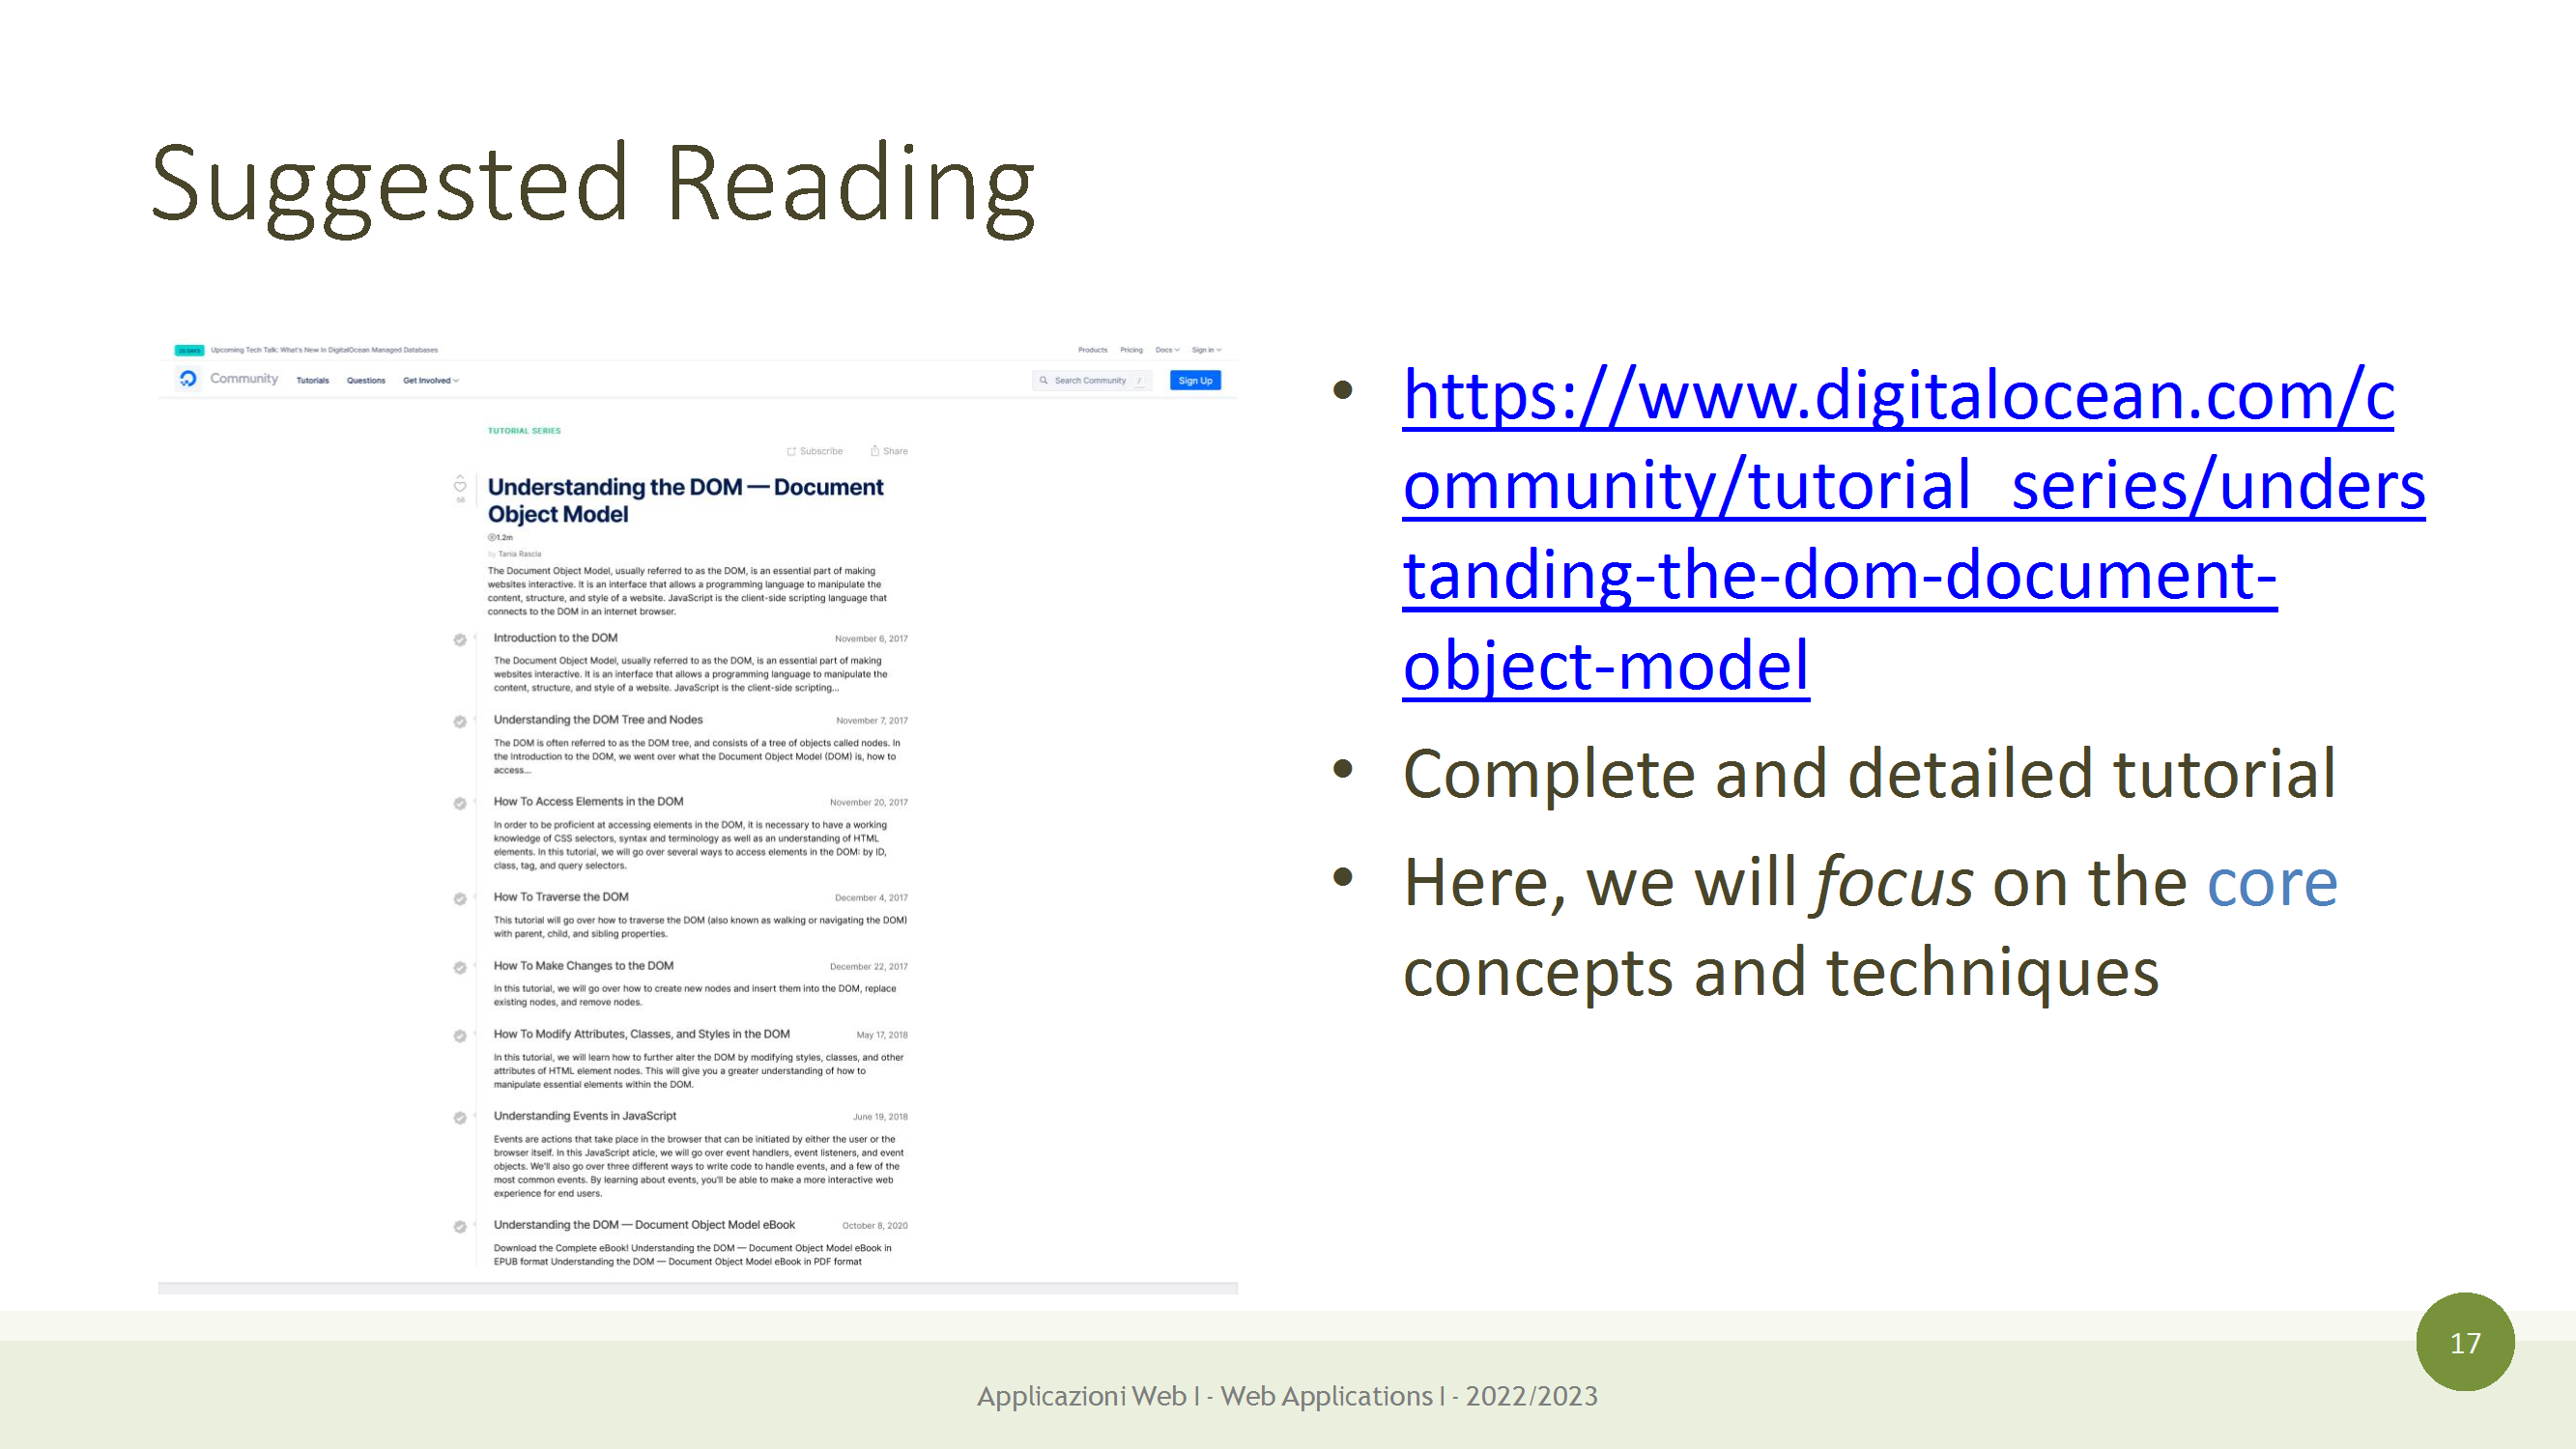 Suggested Reading
Upcoming Tech Talk: What's New In DigitalOcean Managed Databases
Products Pricing Docs Sign in
Community Tutorials Questions Get Involved Search Community / Sign Up
TUTORIAL SERIES
Subscribe Share
Understanding the DOM — Document
Object Model
1.2m
by Tania Rascia
The Document Object Model, usually referred to as the DOM, is an essential part of making
websites interactive. It is an interface that allows a programming language to manipulate the
content, structure, and style of a website. JavaScript is the client-side scripting language that
connects to the DOM in an internet browser.
Introduction to the DOM November 6, 2017
The Document Object Model, usually referred to as the DOM, is an essential part of making
websites interactive. It is an interface that allows a programming language to manipulate the
content, structure, and style of a website. JavaScript is the client-side scripting...
Understanding the DOM Tree and Nodes November 7, 2017
The DOM is often referred to as the DOM tree, and consists of a tree of objects called nodes. In
the Introduction to the DOM, we went over what the Document Object Model (DOM) is, how to
access...
How To Access Elements in the DOM November 20, 2017
In order to be proficient at accessing elements in the DOM, it is necessary to have a working
knowledge of CSS selectors, syntax and terminology as well as an understanding of HTML
elements. In this tutorial, we will go over several ways to access elements in the DOM: by ID,
class, tag, and query selectors.
How To Traverse the DOM December 4, 2017
This tutorial will go over how to traverse the DOM (also known as walking or navigating the DOM)
with parent, child, and sibling properties.
How To Make Changes to the DOM December 22, 2017
In this tutorial, we will go over how to create new nodes and insert them into the DOM, replace
existing nodes, and remove nodes.
How To Modify Attributes, Classes, and Styles in the DOM May 17, 2018
In this tutorial, we will learn how to further alter the DOM by modifying styles, classes, and other
attributes of HTML element nodes. This will give you a greater understanding of how to
manipulate essential elements within the DOM.
Understanding Events in JavaScript June 19, 2018
Events are actions that take place in the browser that can be initiated by either the user or the
browser itself. In this JavaScript aticle, we will go over event handlers, event listeners, and event
objects. We'll also go over three different ways to write code to handle events, and a few of the
most common events. By learning about events, you'll be able to make a more interactive web
experience for end users.
Understanding the DOM — Document Object Model eBook October 8, 2020
Download the Complete eBook! Understanding the DOM — Document Object Model eBook in
EPUB format Understanding the DOM — Document Object Model eBook in PDF format
• https://www.digitalocean.com/c
ommunity/tutorial_series/unders
tanding-the-dom-document-
object-model
• Complete and detailed tutorial
• Here, we will focus on the core
concepts and techniques
17
Applicazioni Web I - Web Applications I - 2022/2023